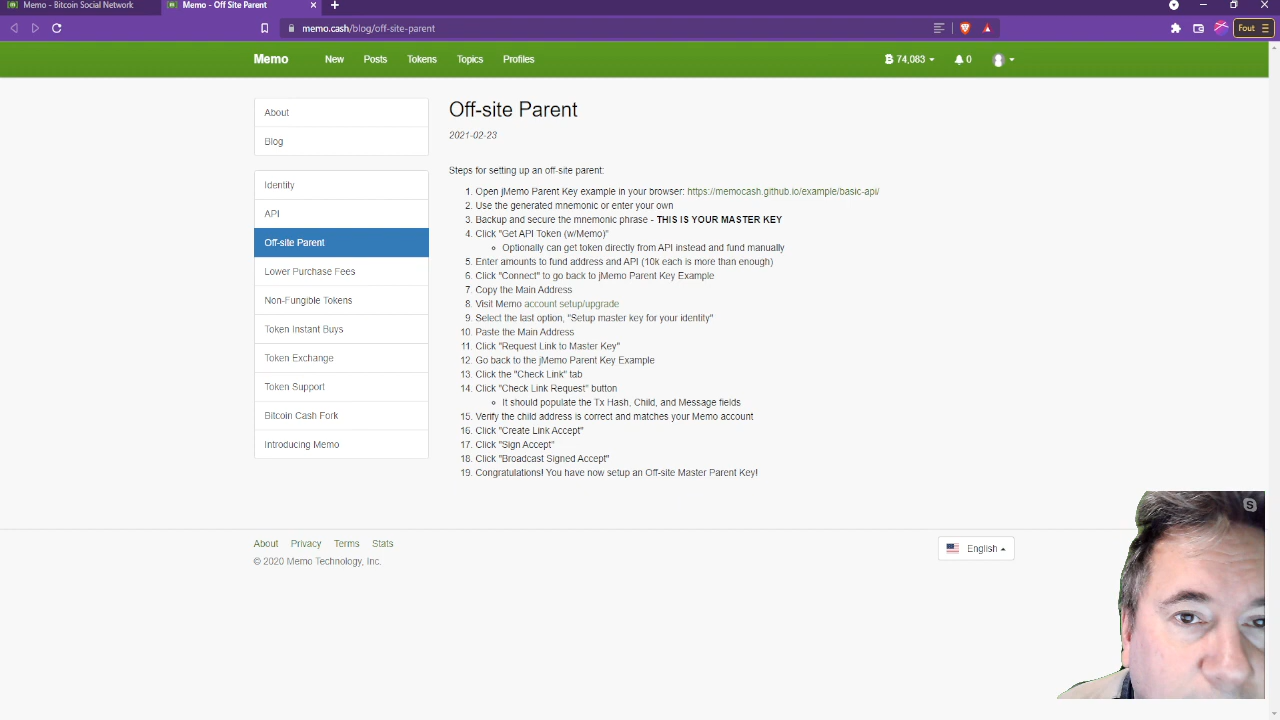 Memo - Bitcoin Social Network
Memo - Off Site Parent
memo.cash/blog/off-site-parent
Fout
Memo
New
Posts
Tokens
Topics
Profiles
74,083
0
About
Blog
Identity
API
Off-site Parent
Lower Purchase Fees
Non-Fungible Tokens
Token Instant Buys
Token Exchange
Token Support
Bitcoin Cash Fork
Introducing Memo
Off-site Parent
2021-02-23
Steps for setting up an off-site parent:
1. Open jMemo Parent Key example in your browser: https://memocash.github.io/example/basic-api/
2. Use the generated mnemonic or enter your own
3. Backup and secure the mnemonic phrase - THIS IS YOUR MASTER KEY
4. Click "Get API Token (w/Memo)"
Optionally can get token directly from API instead and fund manually
5. Enter amounts to fund address and API (10k each is more than enough)
6. Click "Connect" to go back to jMemo Parent Key Example
7. Copy the Main Address
8. Visit Memo account setup/upgrade
9. Select the last option, "Setup master key for your identity"
10. Paste the Main Address
11. Click "Request Link to Master Key"
12. Go back to the jMemo Parent Key Example
13. Click the "Check Link" tab
14. Click "Check Link Request" button
It should populate the Tx Hash, Child, and Message fields
15. Verify the child address is correct and matches your Memo account
16. Click "Create Link Accept"
17. Click "Sign Accept"
18. Click "Broadcast Signed Accept"
19. Congratulations! You have now setup an Off-site Master Parent Key!
About
Privacy
Terms
Stats
© 2020 Memo Technology, Inc.
English